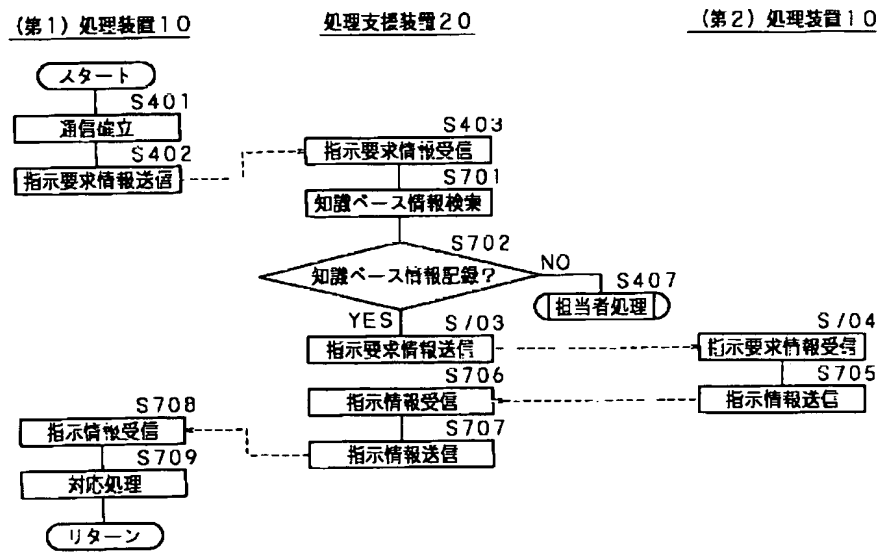 (第1)処理装置10
処理支援装置20
(第2)処理装置10
スタート
S401
通信確立
S402
指示要求情報送信
S403
指示要求情報受信
S701
知識ベース情報検索
S702
知識ベース情報記録?
NO
S407
担当者処理
YES
S703
指示要求情報送信
S704
指示要求情報受信
S705
指示情報送信
S706
指示情報受信
S707
指示情報送信
S708
指示情報受信
S709
対応処理
リターン